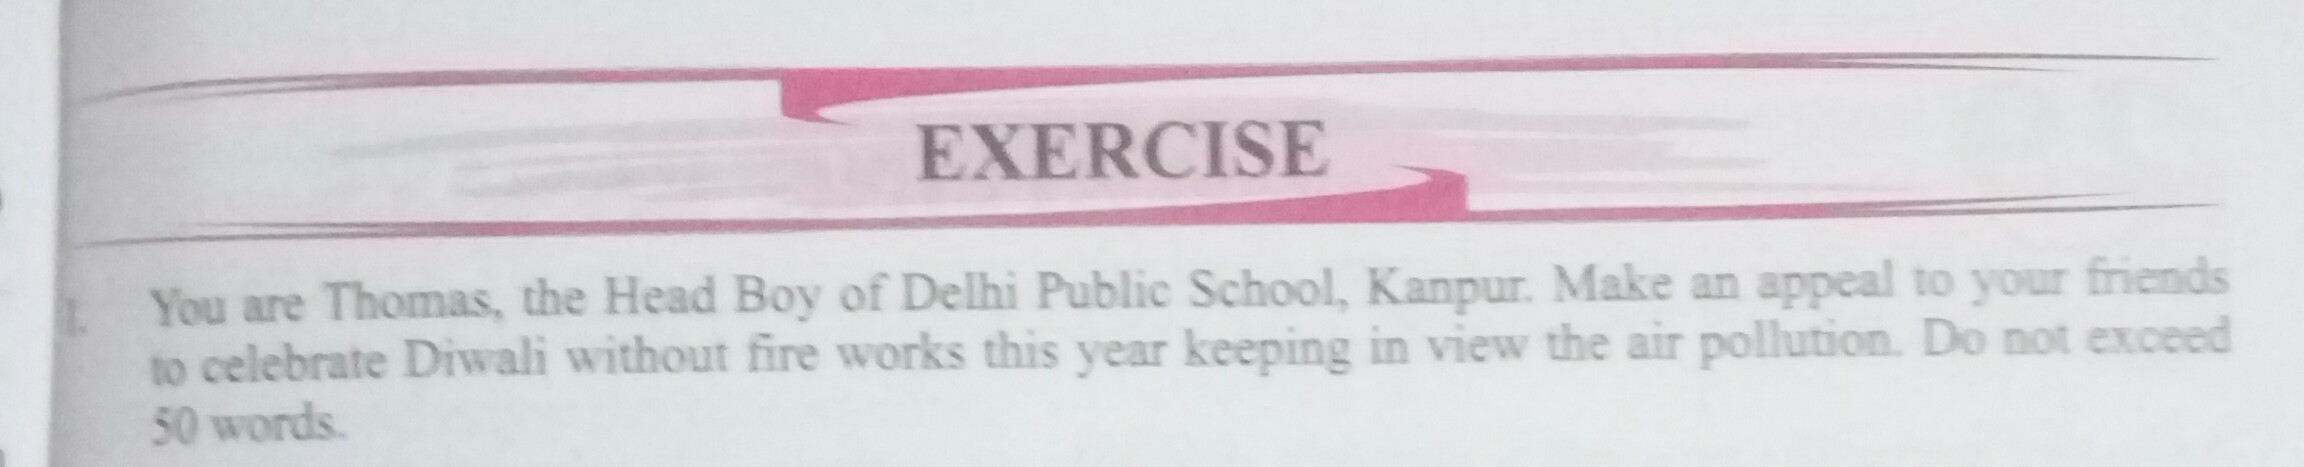 EXERCISE
1. You are Thomas, the Head Boy of Delhi Public School, Kanpur. Make an appeal to your friends
to celebrate Diwali without fire works this year keeping in view the air pollution. Do not exceed
50 words.